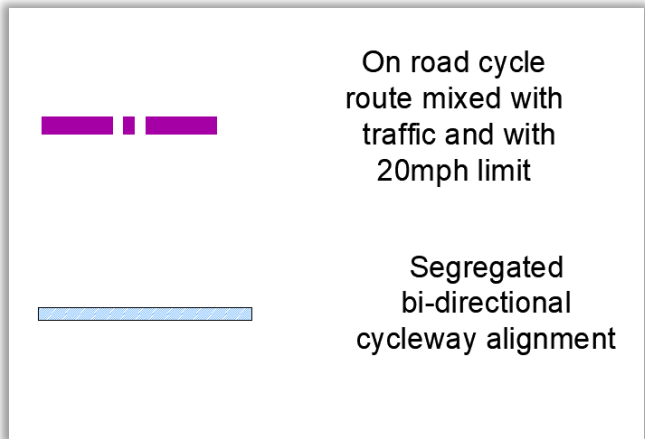 On road cycle
route mixed with
traffic and with
20mph limit
Segregated
bi-directional
cycleway alignment